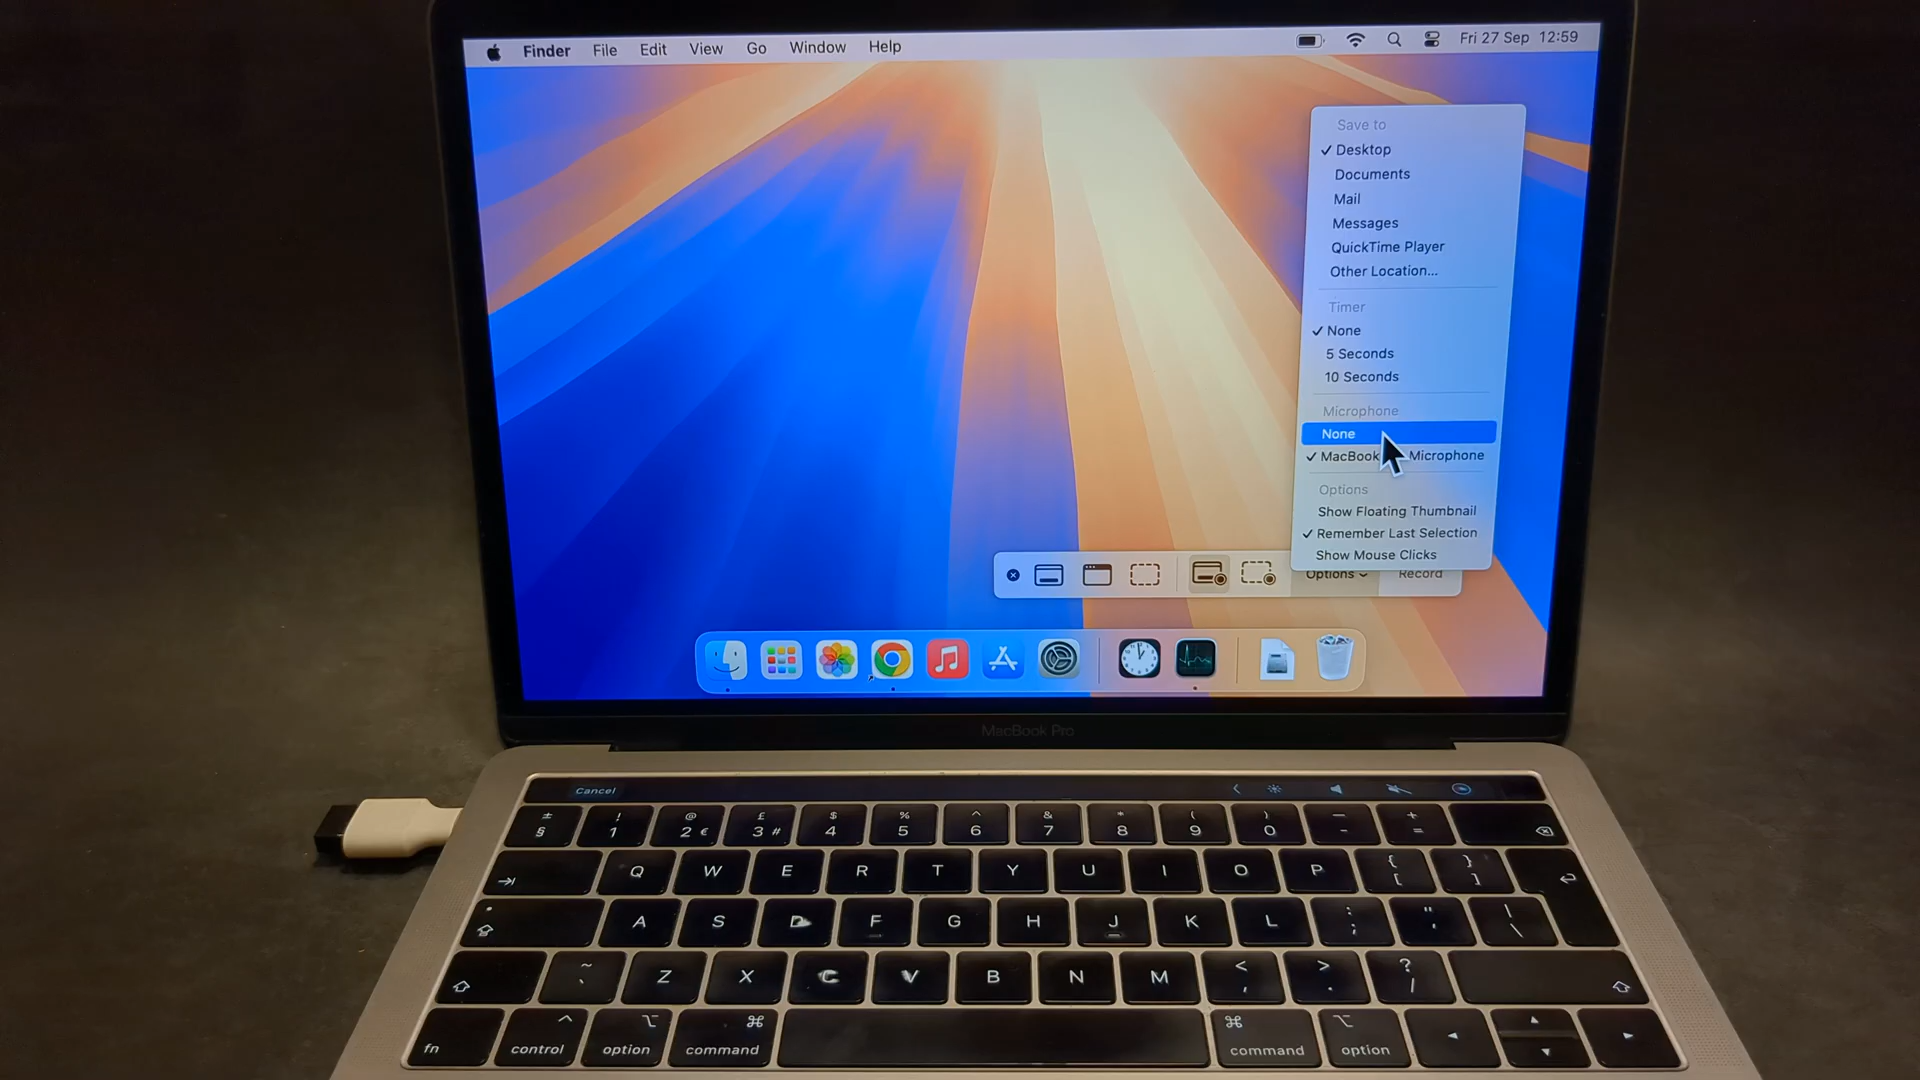 Finder File Edit View Go Window Help Fri 27 Sep 12:59
Save to
✓ Desktop
Documents
Mail
Messages
QuickTime Player
Other Location...
Timer
✓ None
5 Seconds
10 Seconds
Microphone
None
✓ MacBook Microphone
Options
Show Floating Thumbnail
✓ Remember Last Selection
Show Mouse Clicks
Options Record
MacBook Pro
Cancel
± ! @ £ $ % ^ & * ( ) — +
§ 1 2 € 3 # 4 5 6 7 8 9 0 - =
Q W E R T Y U I O P { [ } ]
A S D F G H J K L : ; " ' | \
~ ` Z X C V B N M < , > . ? /
fn control option command command option